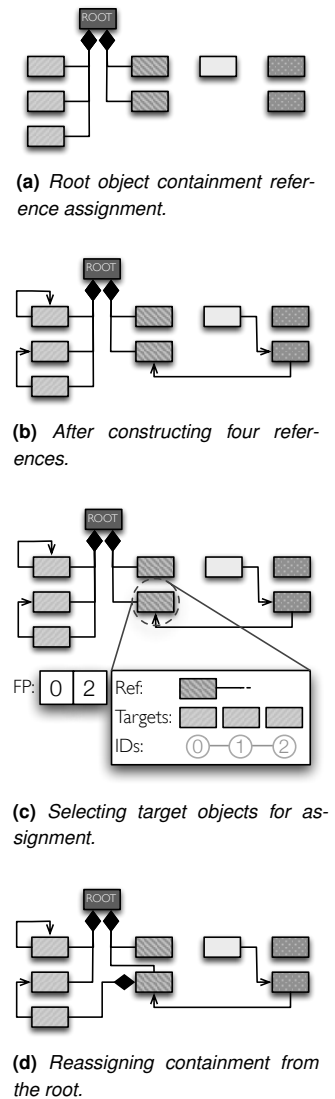 ROOT
(a) Root object containment refer-
ence assignment.
ROOT
(b) After constructing four refer-
ences.
ROOT
FP: 0 2
Ref:
Targets:
IDs: 0 1 2
(c) Selecting target objects for as-
signment.
ROOT
(d) Reassigning containment from
the root.